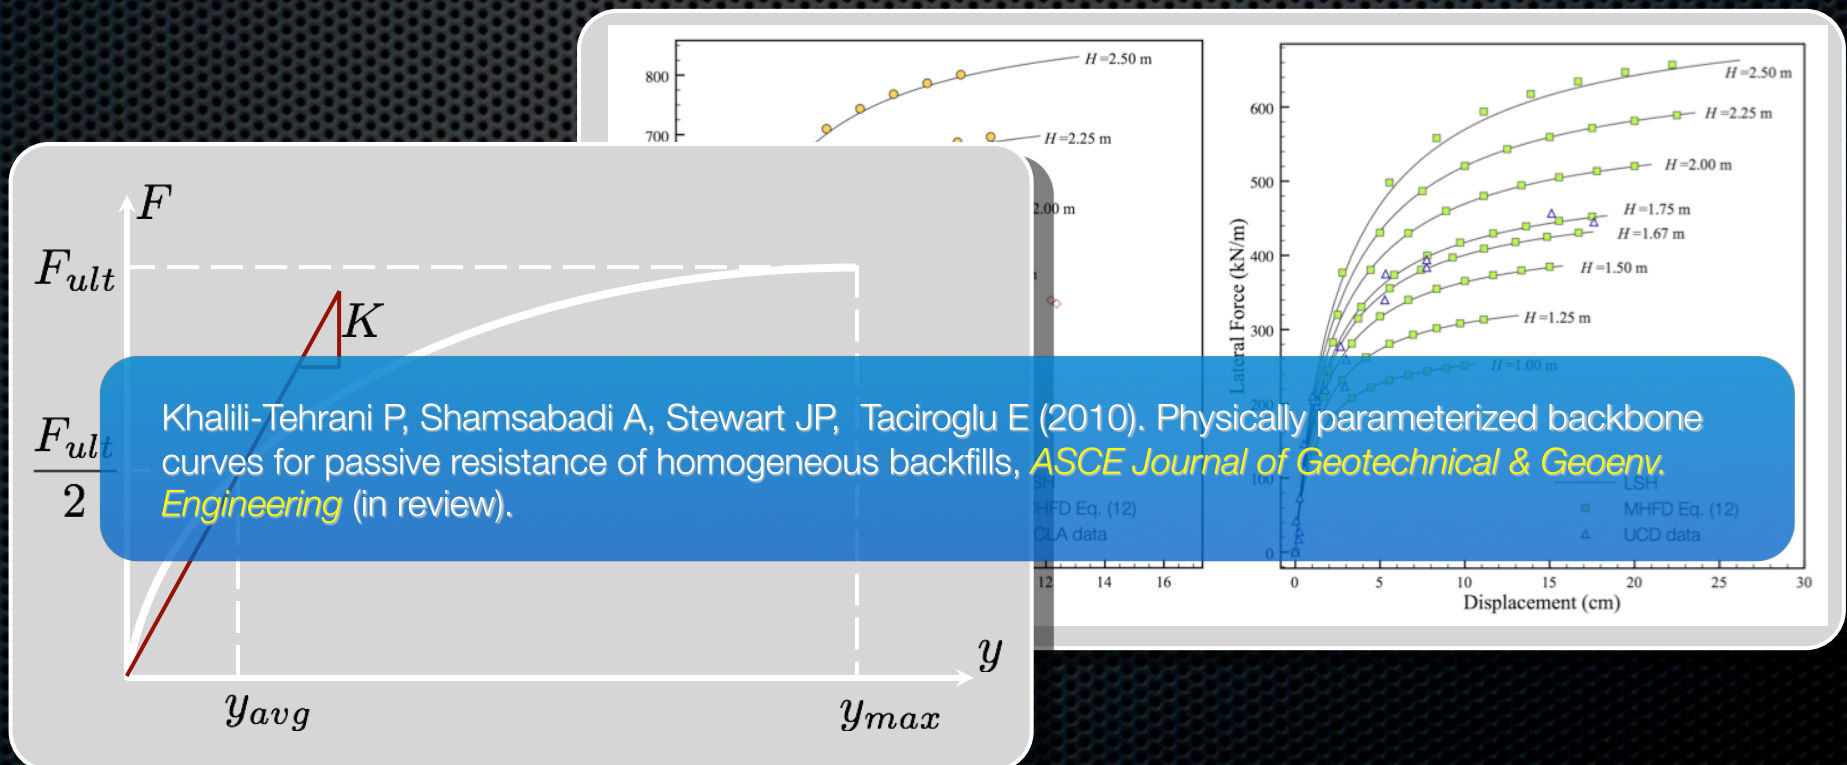 F
F_ult
K
F_ult
2
y
y_avg
y_max
Khalili-Tehrani P, Shamsabadi A, Stewart JP, Taciroglu E (2010). Physically parameterized backbone
curves for passive resistance of homogeneous backfills, ASCE Journal of Geotechnical & Geoenv.
Engineering (in review).
800
700
H =2.50 m
H =2.25 m
2.00 m
HFD Eq. (12)
CLA data
12 14 16
Lateral Force (kN/m)
600
500
400
300
200
100
0
H =2.50 m
H =2.25 m
H =2.00 m
H =1.75 m
H =1.67 m
H =1.50 m
H =1.25 m
H =1.00 m
LSH
MHFD Eq. (12)
UCD data
0 5 10 15 20 25 30
Displacement (cm)